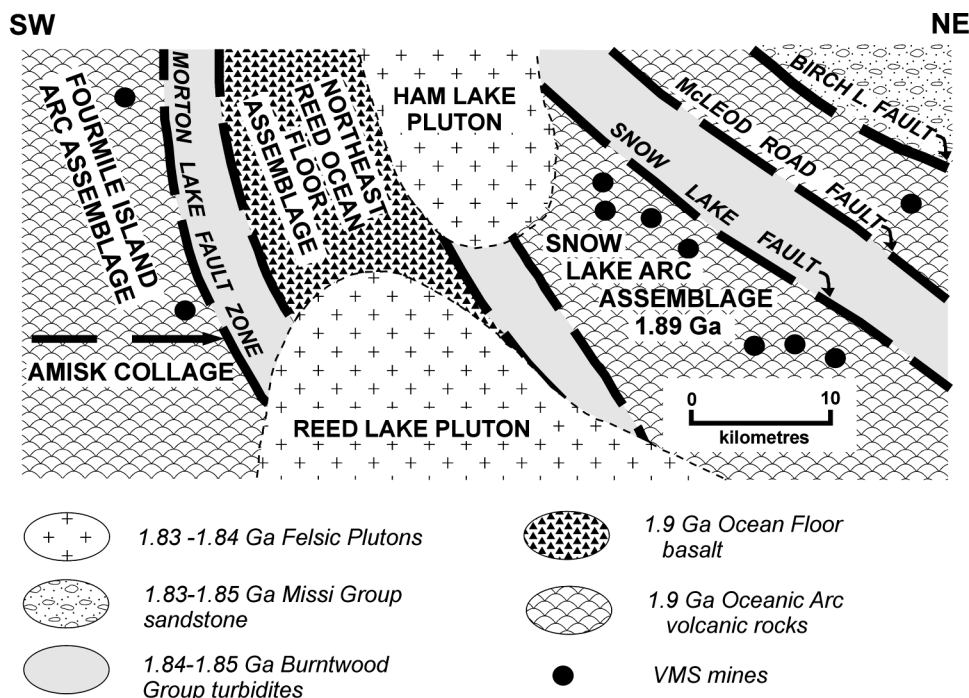 SW
NE
FOURMILE ISLAND
ARC ASSEMBLAGE
MORTON LAKE FAULT ZONE
NORTHEAST
REED OCEAN
- FLOOR
ASSEMBLAGE
HAM LAKE
PLUTON
BIRCH L. FAULT
McLEOD ROAD FAULT
SNOW LAKE FAULT
SNOW
LAKE ARC
ASSEMBLAGE
1.89 Ga
AMISK COLLAGE
REED LAKE PLUTON
0 10
kilometres
1.83 -1.84 Ga Felsic Plutons
1.83-1.85 Ga Missi Group
sandstone
1.84-1.85 Ga Burntwood
Group turbidites
1.9 Ga Ocean Floor
basalt
1.9 Ga Oceanic Arc
volcanic rocks
VMS mines